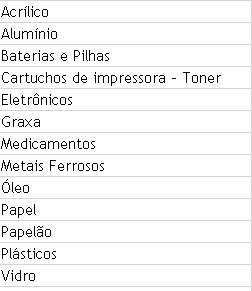 Acrílico
Alumínio
Baterias e Pilhas
Cartuchos de impressora - Toner
Eletrônicos
Graxa
Medicamentos
Metais Ferrosos
Óleo
Papel
Papelão
Plásticos
Vidro